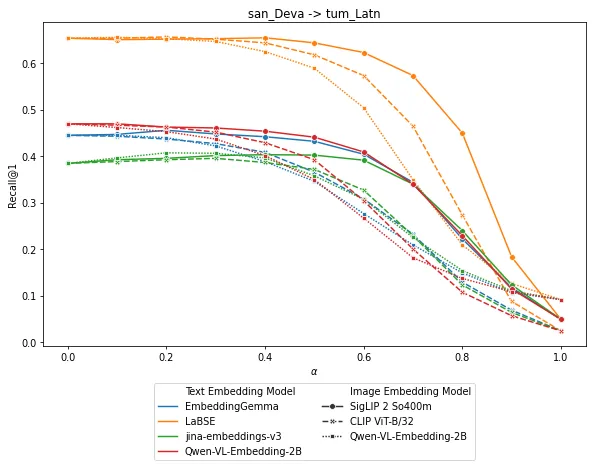 san_Deva -> tum_Latn
Recall@1
0.6
0.5
0.4
0.3
0.2
0.1
0.0
0.0 0.2 0.4 0.6 0.8 1.0
α
Text Embedding Model Image Embedding Model
EmbeddingGemma SigLIP 2 So400m
LaBSE CLIP ViT-B/32
jina-embeddings-v3 Qwen-VL-Embedding-2B
Qwen-VL-Embedding-2B